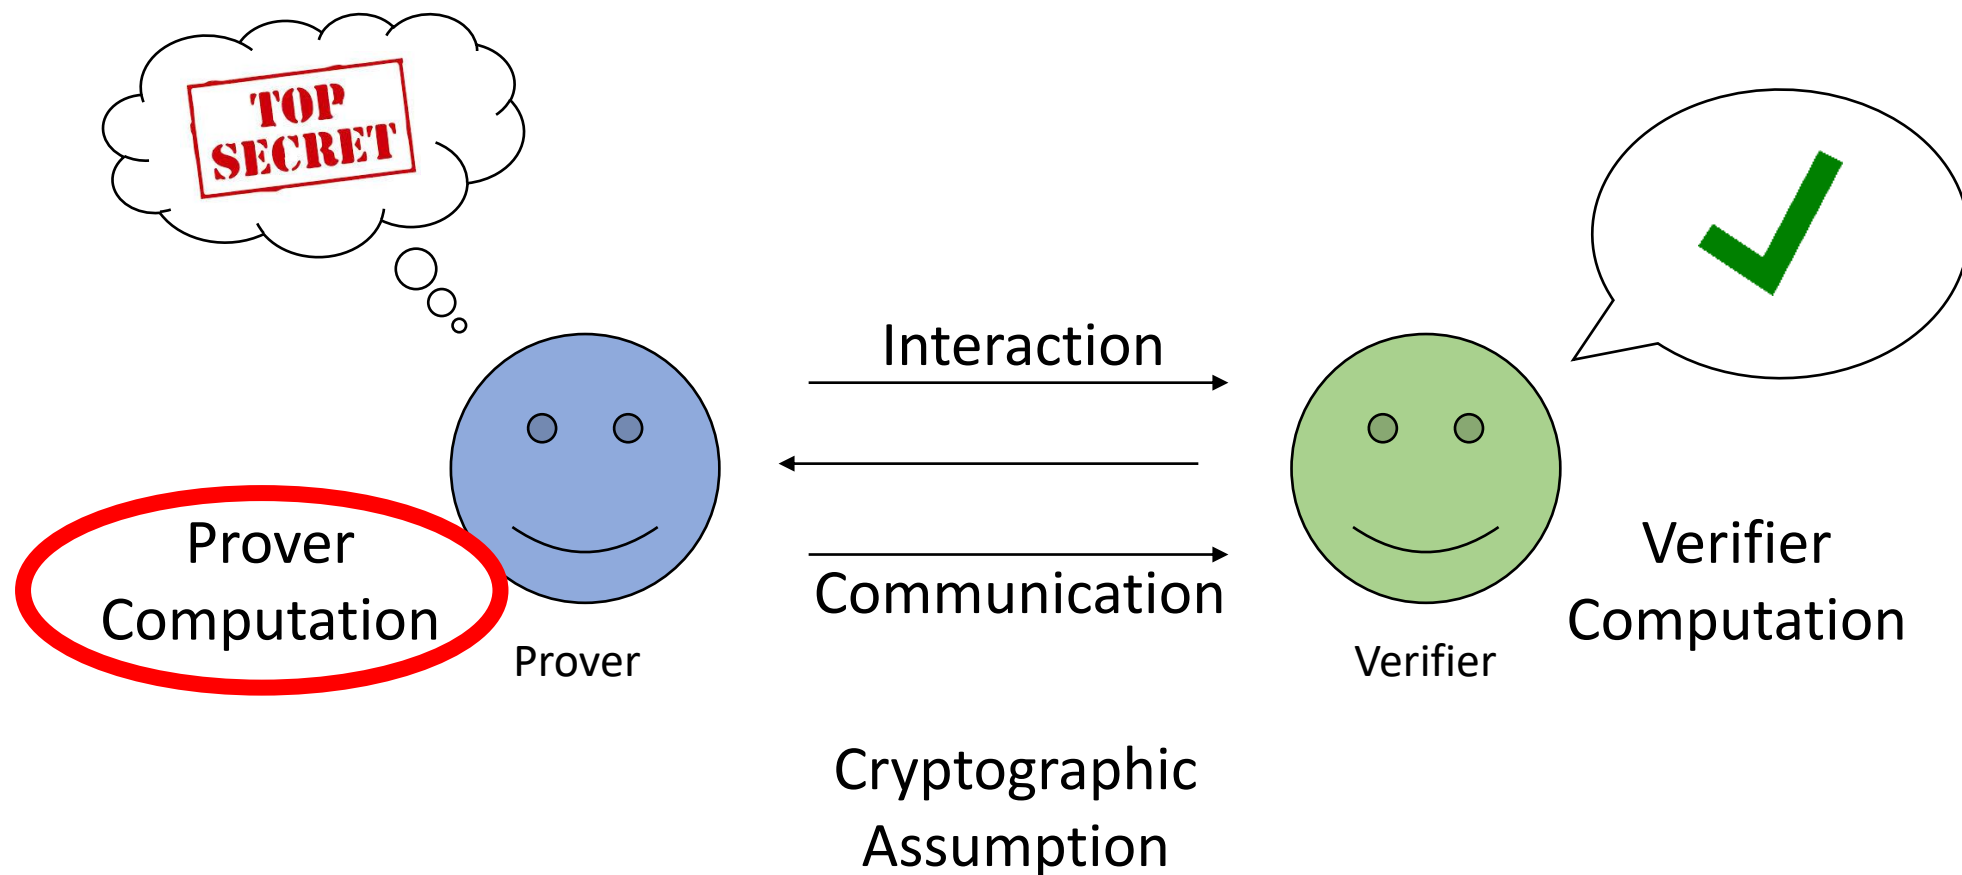 TOP
SECRET
Interaction
Prover
Computation
Communication
Verifier
Computation
Prover
Verifier
Cryptographic
Assumption